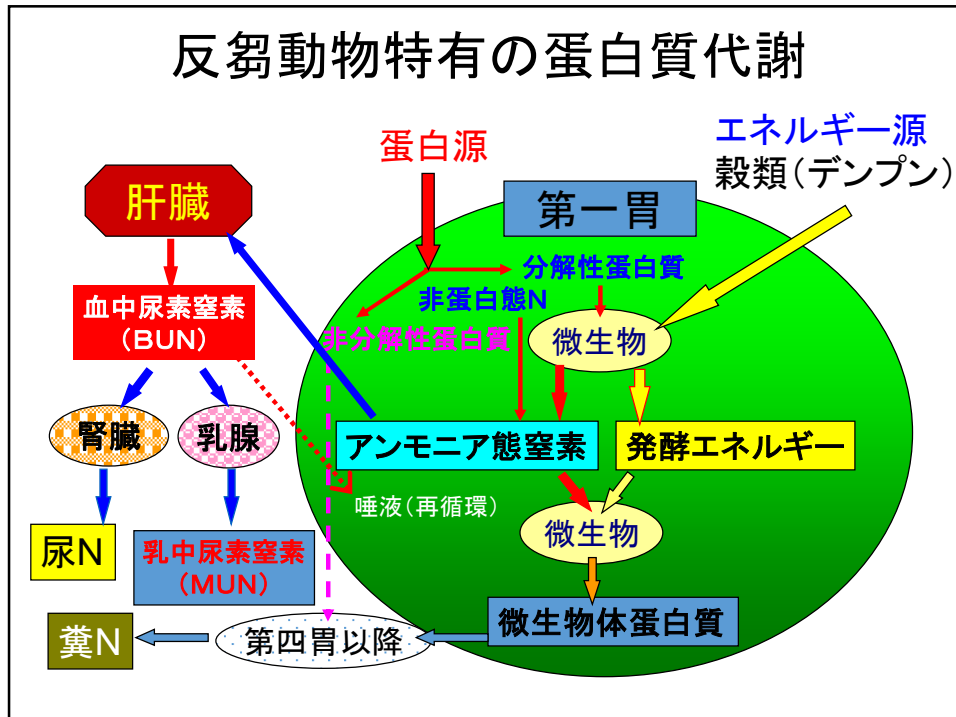 反芻動物特有の蛋白質代謝
蛋白源
エネルギー源
穀類(デンプン)
肝臓
第一胃
分解性蛋白質
非蛋白態N
非分解性蛋白質
血中尿素窒素
(BUN)
微生物
腎臓
乳腺
アンモニア態窒素
発酵エネルギー
唾液(再循環)
微生物
尿N
乳中尿素窒素
(MUN)
微生物体蛋白質
糞N
第四胃以降